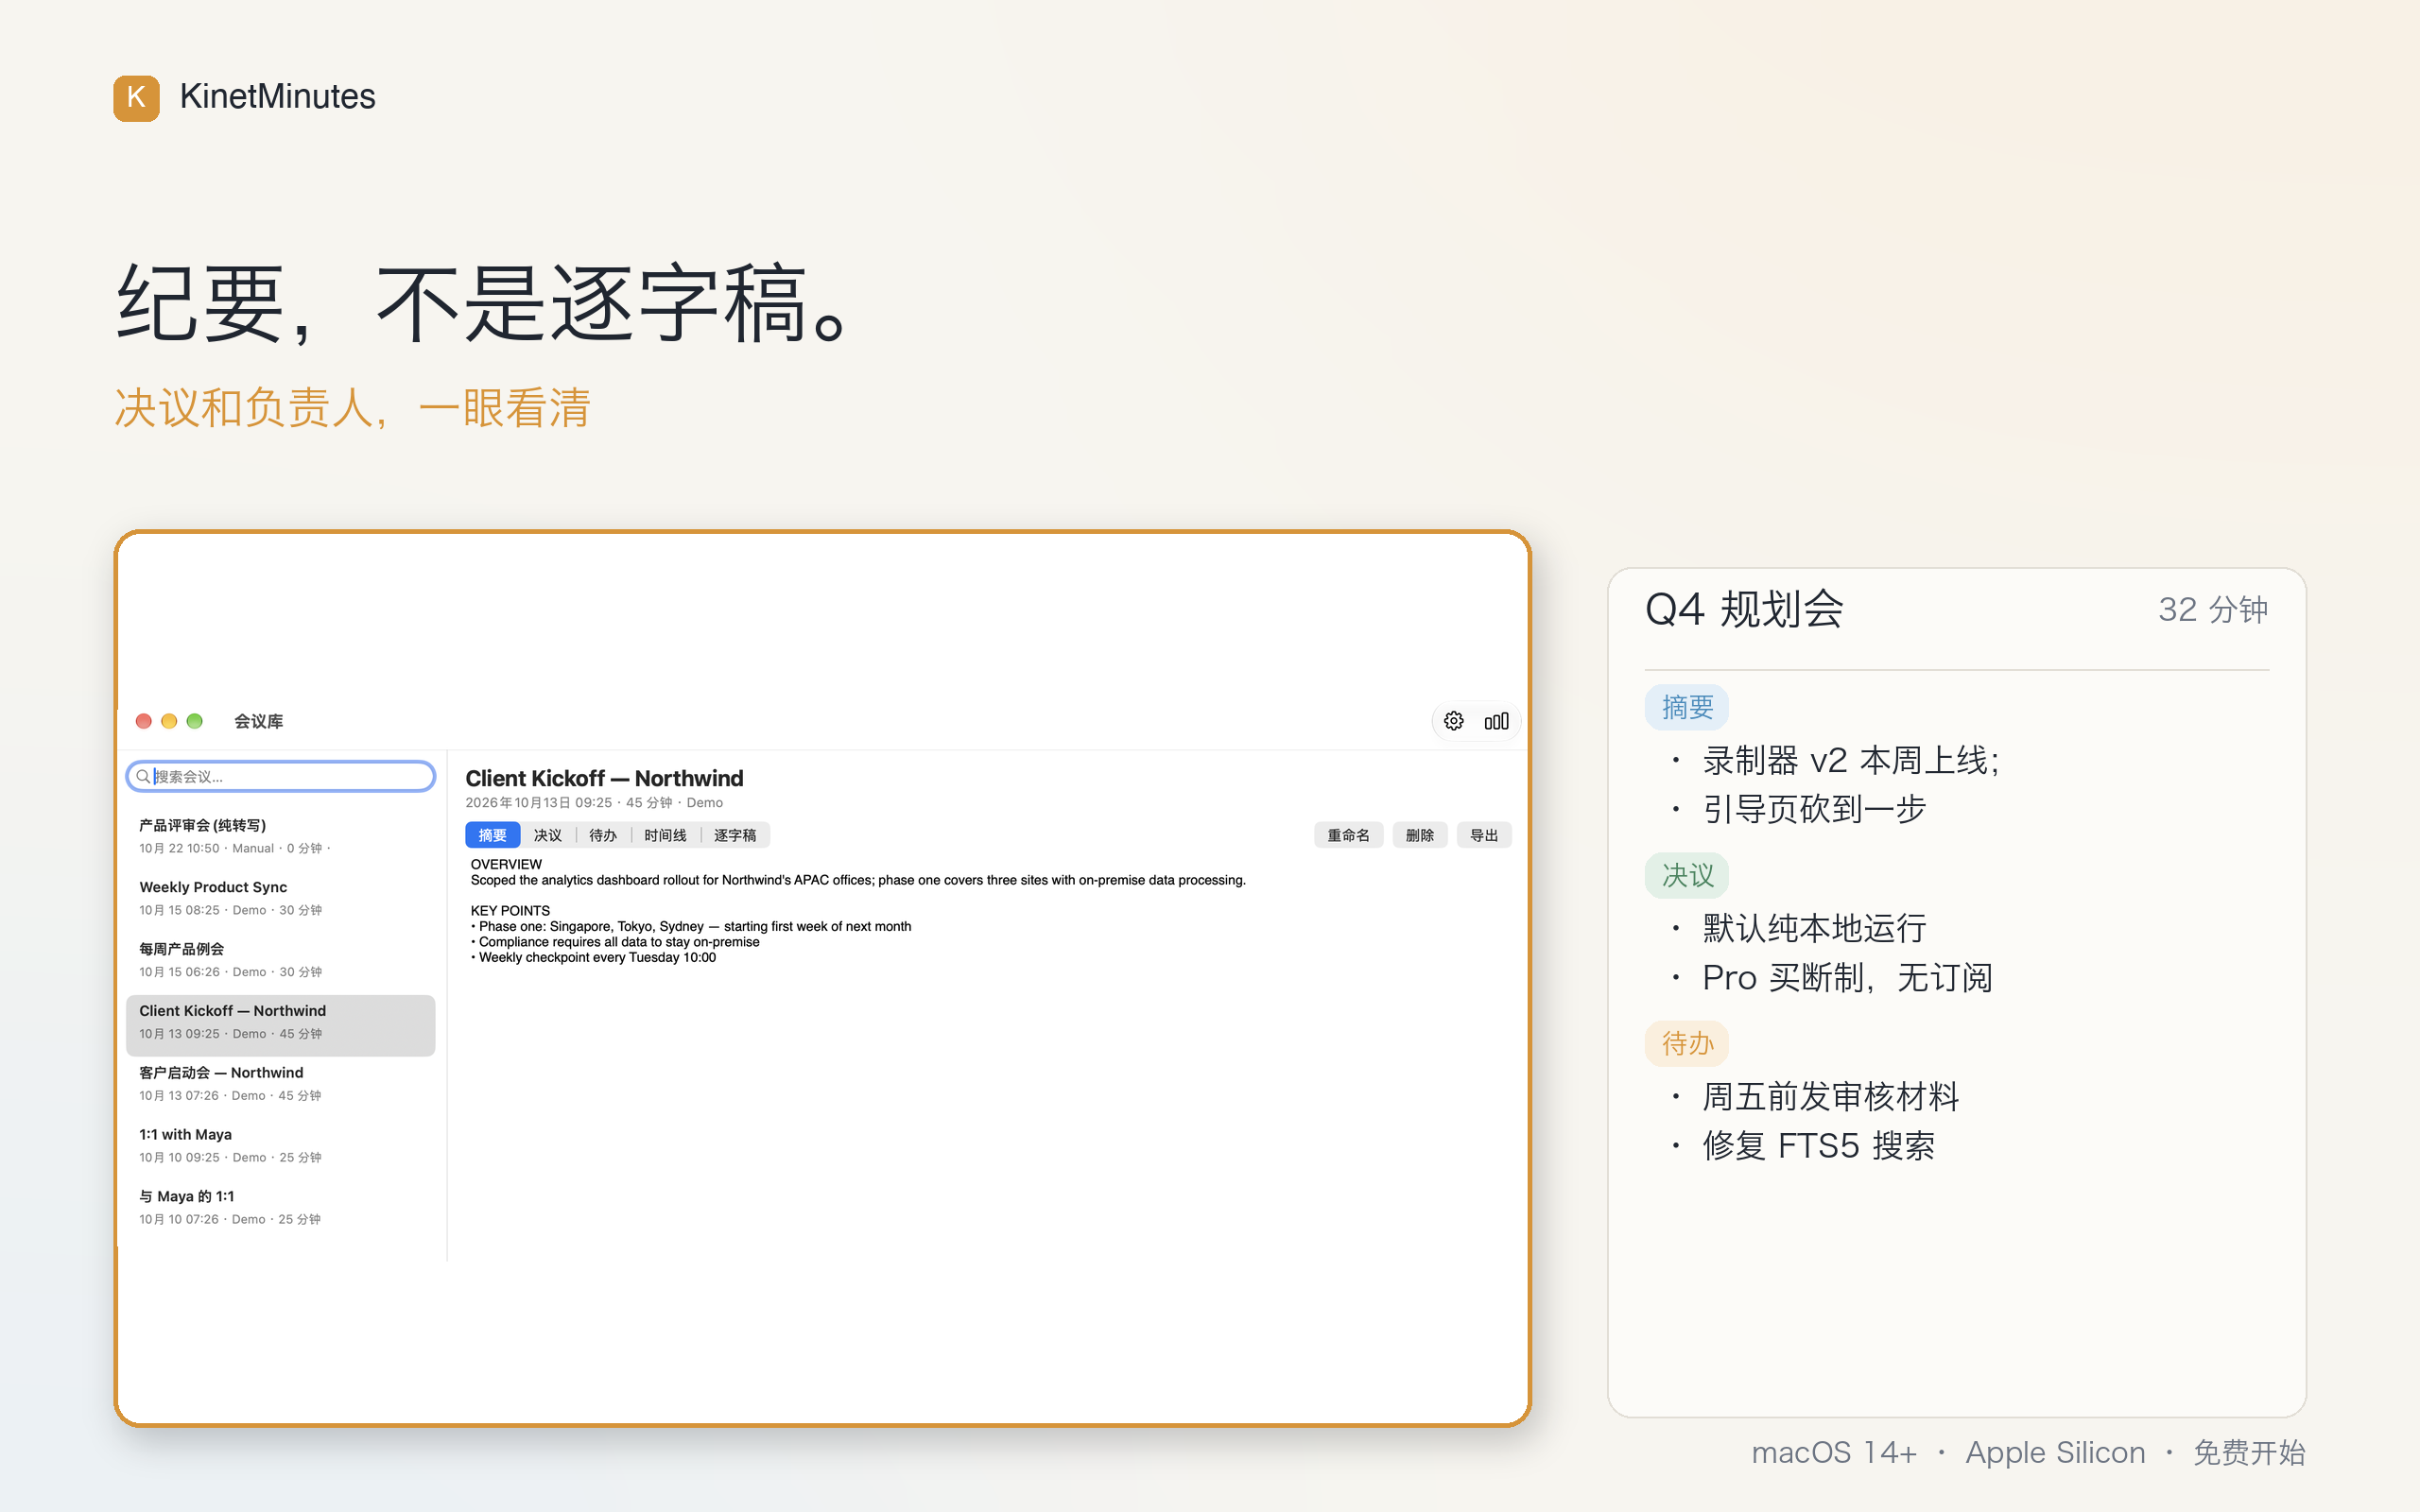 K KinetMinutes
纪要，不是逐字稿。
决议和负责人，一眼看清
会议库
搜索会议...
产品评审会 (纯转写)
10月 22 10:50 · Manual · 0 分钟 ·
Weekly Product Sync
10月 15 08:25 · Demo · 30 分钟
每周产品例会
10月 15 06:26 · Demo · 30 分钟
Client Kickoff — Northwind
10月 13 09:25 · Demo · 45 分钟
客户启动会 — Northwind
10月 13 07:26 · Demo · 45 分钟
1:1 with Maya
10月 10 09:25 · Demo · 25 分钟
与 Maya 的 1:1
10月 10 07:26 · Demo · 25 分钟
Client Kickoff — Northwind
2026年10月13日 09:25 · 45 分钟 · Demo
摘要 决议 待办 时间线 逐字稿 重命名 删除 导出
OVERVIEW
Scoped the analytics dashboard rollout for Northwind's APAC offices; phase one covers three sites with on-premise data processing.
KEY POINTS
• Phase one: Singapore, Tokyo, Sydney — starting first week of next month
• Compliance requires all data to stay on-premise
• Weekly checkpoint every Tuesday 10:00
Q4 规划会 32 分钟
摘要
· 录制器 v2 本周上线；
· 引导页砍到一步
决议
· 默认纯本地运行
· Pro 买断制，无订阅
待办
· 周五前发审核材料
· 修复 FTS5 搜索
macOS 14+ · Apple Silicon · 免费开始